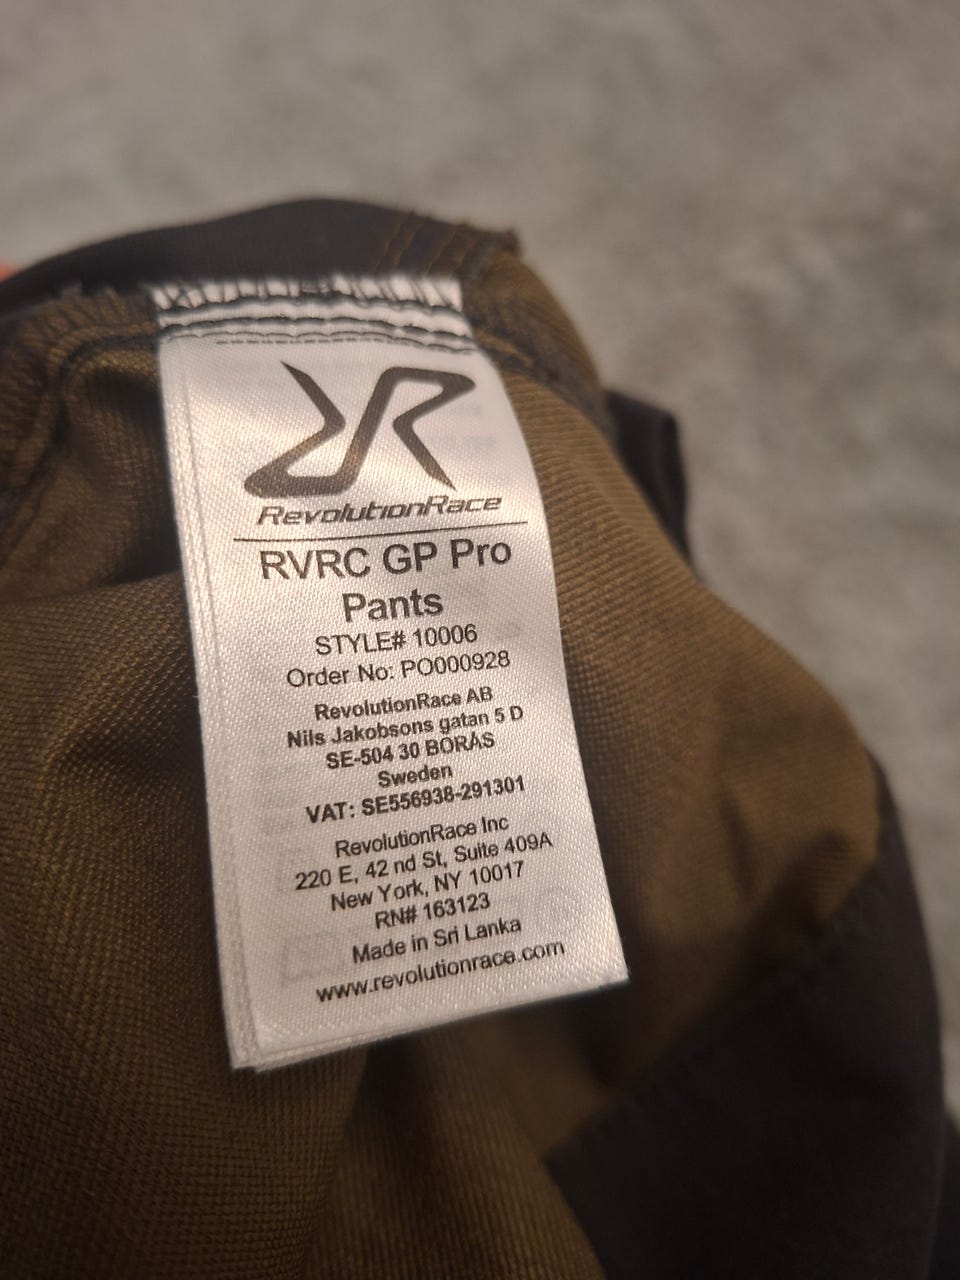 RevolutionRace
RVRC GP Pro
Pants
STYLE# 10006
Order No: PO000928
RevolutionRace AB
Nils Jakobsons gatan 5 D
SE-504 30 BORÅS
Sweden
VAT: SE556938-291301
RevolutionRace Inc
220 E, 42 nd St, Suite 409A
New York, NY 10017
RN# 163123
Made in Sri Lanka
www.revolutionrace.com